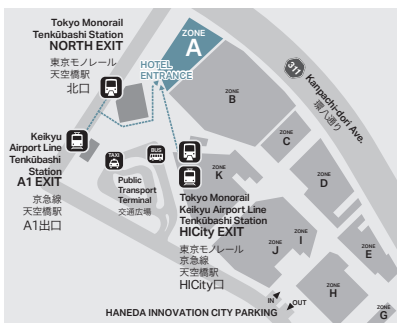 Tokyo Monorail
Tenkūbashi Station
NORTH EXIT
東京モノレール
天空橋駅
北口
HOTEL
ENTRANCE
ZONE
A
ZONE
B
311
Kanpachi-dori Ave.
環八通り
ZONE
C
ZONE
D
Keikyu
Airport Line
Tenkūbashi
Station
A1 EXIT
京急線
天空橋駅
A1出口
TAXI
BUS
Public
Transport
Terminal
交通広場
ZONE
K
Tokyo Monorail
Keikyu Airport Line
Tenkūbashi Station
HICity EXIT
東京モノレール
京急線
天空橋駅
HICity口
ZONE
J
ZONE
I
ZONE
E
ZONE
H
ZONE
G
IN
OUT
HANEDA INNOVATION CITY PARKING